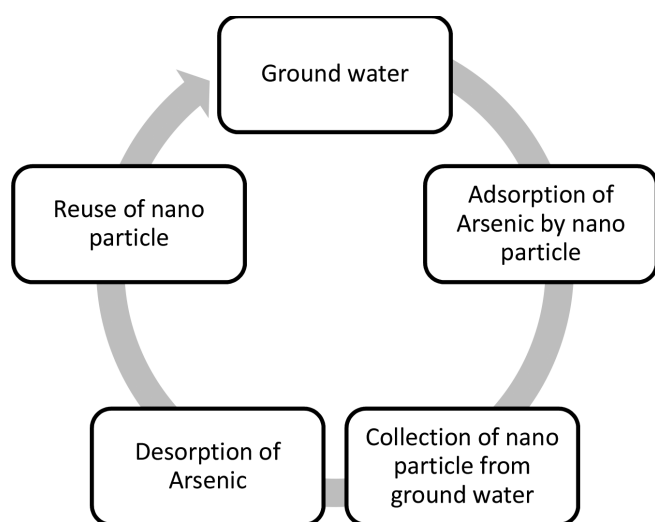 Ground water
Adsorption of
Arsenic by nano
particle
Collection of nano
particle from
ground water
Desorption of
Arsenic
Reuse of nano
particle